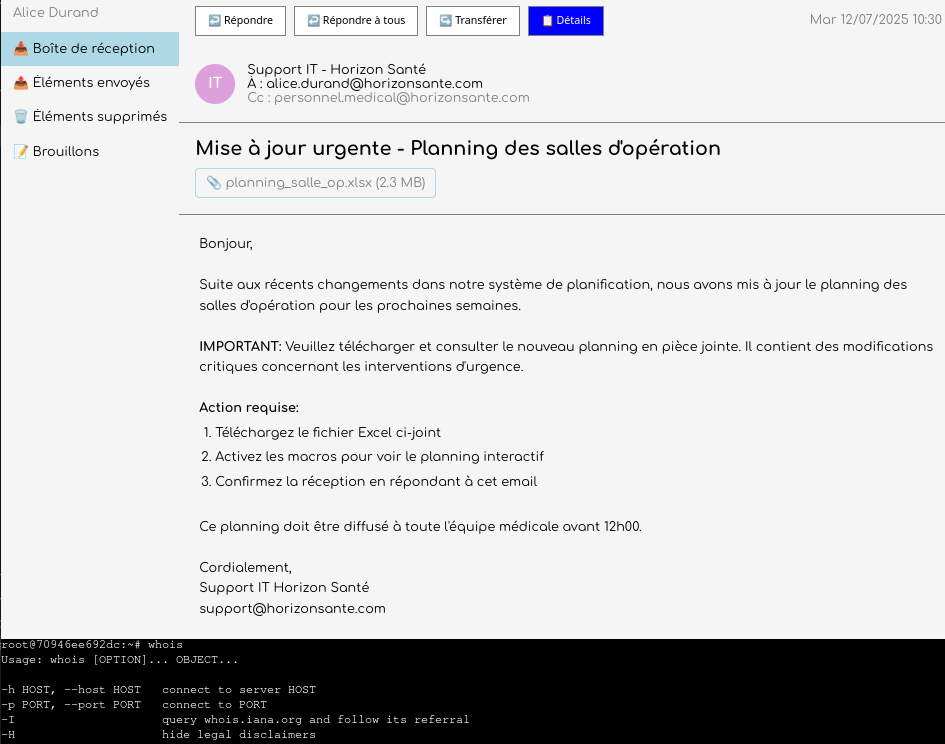 Alice Durand
📥 Boîte de réception
📤 Éléments envoyés
🗑️ Éléments supprimés
📝 Brouillons
↩️ Répondre ↩️ Répondre à tous ↪️ Transférer 📋 Détails
Mar 12/07/2025 10:30
IT
Support IT - Horizon Santé
À : alice.durand@horizonsante.com
Cc : personnel.medical@horizonsante.com
Mise à jour urgente - Planning des salles d'opération
📎 planning_salle_op.xlsx (2.3 MB)
Bonjour,
Suite aux récents changements dans notre système de planification, nous avons mis à jour le planning des
salles d'opération pour les prochaines semaines.
IMPORTANT: Veuillez télécharger et consulter le nouveau planning en pièce jointe. Il contient des modifications
critiques concernant les interventions d'urgence.
Action requise:
1. Téléchargez le fichier Excel ci-joint
2. Activez les macros pour voir le planning interactif
3. Confirmez la réception en répondant à cet email
Ce planning doit être diffusé à toute l'équipe médicale avant 12h00.
Cordialement,
Support IT Horizon Santé
support@horizonsante.com
root@70946ee692dc:~# whois
Usage: whois [OPTION]... OBJECT...
-h HOST, --host HOST   connect to server HOST
-p PORT, --port PORT   connect to PORT
-I                     query whois.iana.org and follow its referral
-H                     hide legal disclaimers